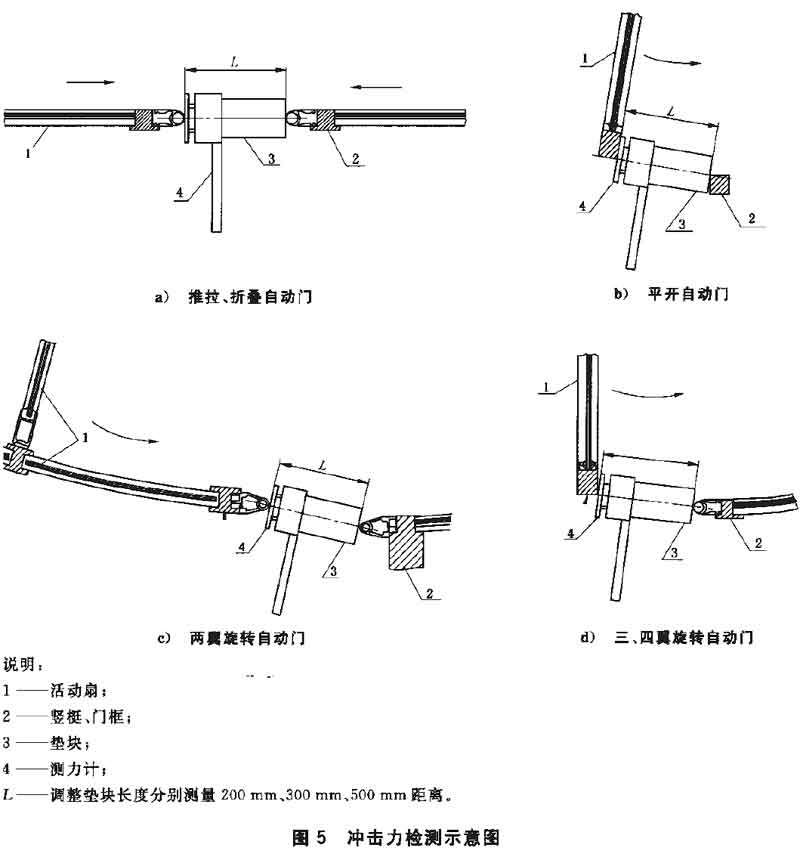 L
1
2
3
4
a) 推拉、折叠自动门
1
L
4
3
2
b) 平开自动门
1
L
4
3
2
c) 两翼旋转自动门
1
4
3
2
d) 三、四翼旋转自动门
说明:
1——活动扇;
2——竖梃、门框;
3——垫块;
4——测力计;
L——调整垫块长度分别测量 200 mm、300 mm、500 mm 距离。
图 5 冲击力检测示意图